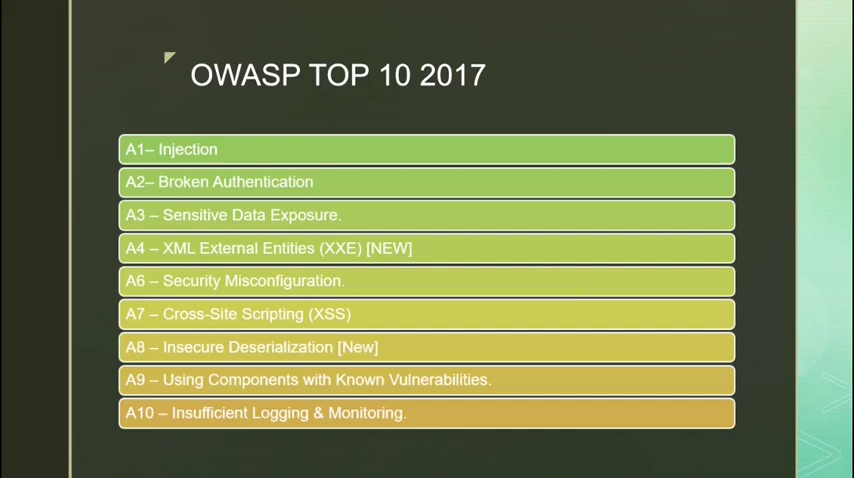 OWASP TOP 10 2017
A1– Injection
A2– Broken Authentication
A3 – Sensitive Data Exposure.
A4 – XML External Entities (XXE) [NEW]
A6 – Security Misconfiguration.
A7 – Cross-Site Scripting (XSS)
A8 – Insecure Deserialization [New]
A9 – Using Components with Known Vulnerabilities.
A10 – Insufficient Logging & Monitoring.